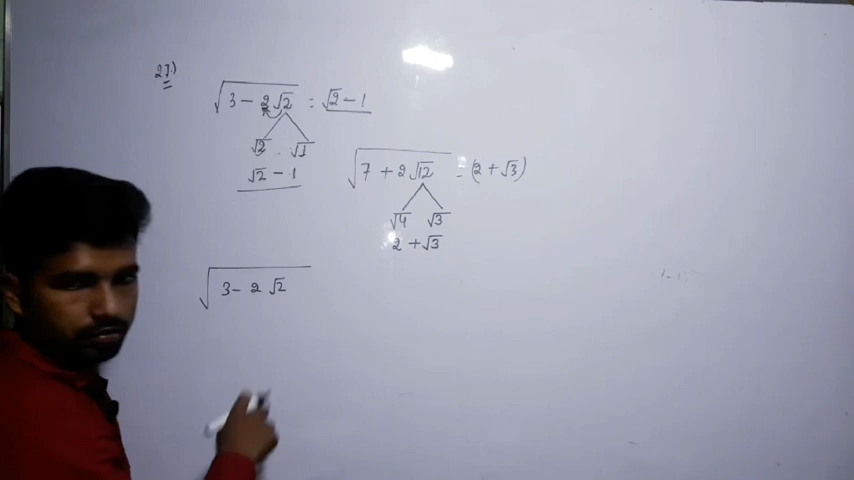 27)
√(3 - 2√2) = √2 - 1
√2 . √1
√2 - 1
√(7 + 2√12) = (2 + √3)
√4 √3
2 + √3
√(3 - 2√2)